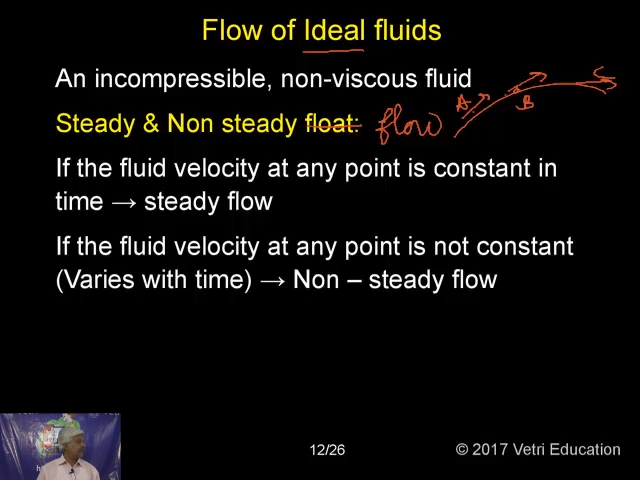 Flow of Ideal fluids
An incompressible, non-viscous fluid
A
B
C
Steady & Non steady float: flow
If the fluid velocity at any point is constant in
time → steady flow
If the fluid velocity at any point is not constant
(Varies with time) → Non – steady flow
12/26
© 2017 Vetri Education